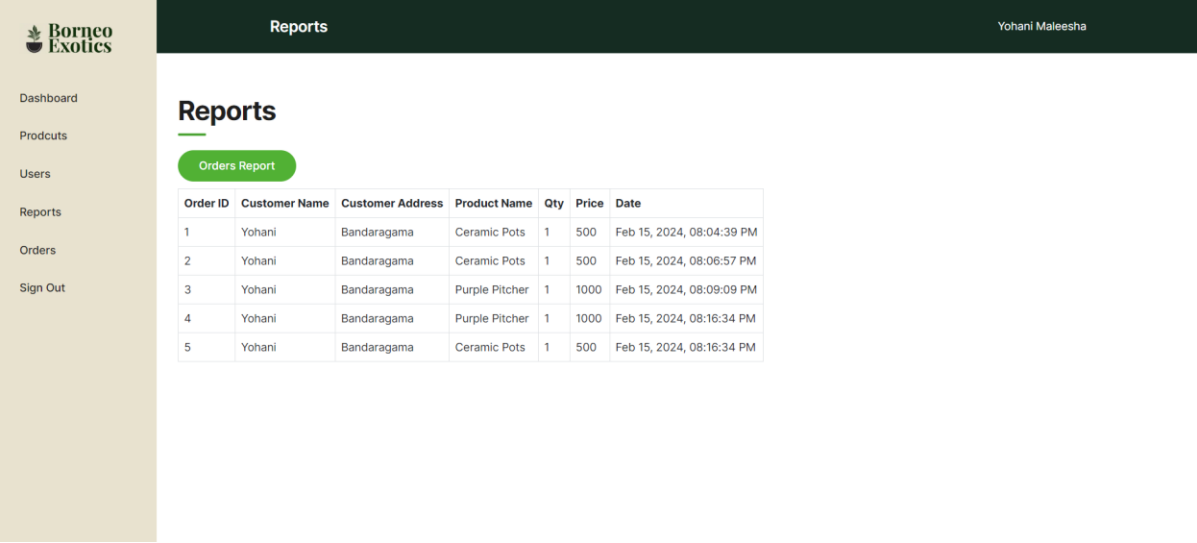 Borneo
Exotics
Reports
Yohani Maleesha
Dashboard
Prodcuts
Users
Reports
Orders
Sign Out
Reports
Orders Report
Order ID Customer Name Customer Address Product Name Qty Price Date
1 Yohani Bandaragama Ceramic Pots 1 500 Feb 15, 2024, 08:04:39 PM
2 Yohani Bandaragama Ceramic Pots 1 500 Feb 15, 2024, 08:06:57 PM
3 Yohani Bandaragama Purple Pitcher 1 1000 Feb 15, 2024, 08:09:09 PM
4 Yohani Bandaragama Purple Pitcher 1 1000 Feb 15, 2024, 08:16:34 PM
5 Yohani Bandaragama Ceramic Pots 1 500 Feb 15, 2024, 08:16:34 PM